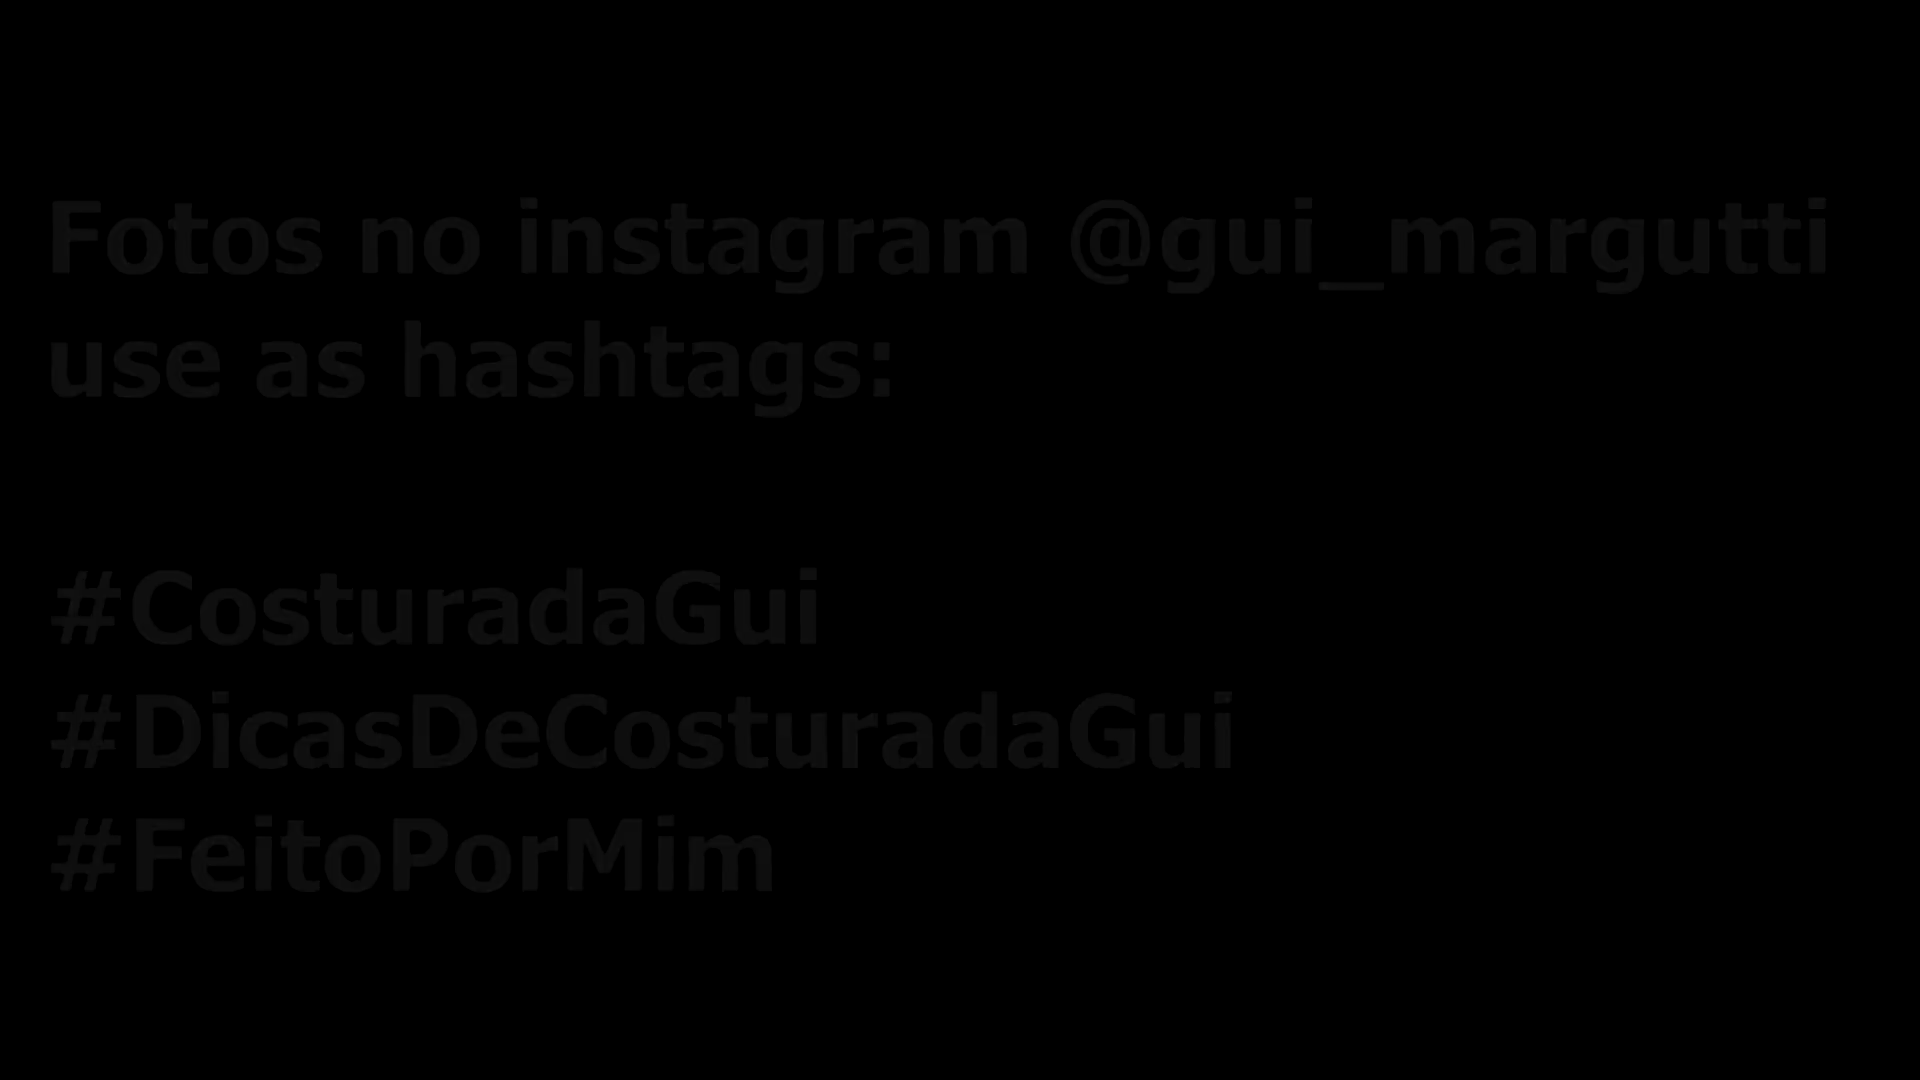 Fotos no instagram @gui_margutti
use as hashtags:
#CosturadaGui
#DicasDeCosturadaGui
#FeitoPorMim